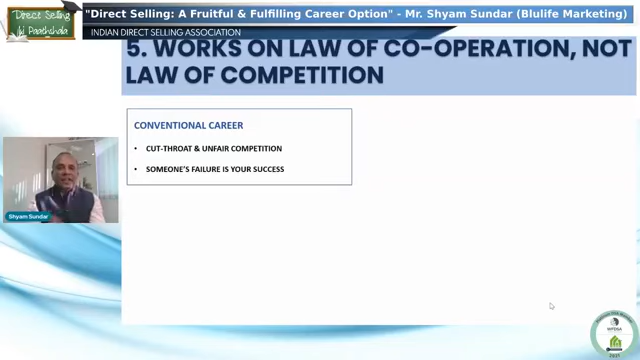 Direct Selling
ki Paathshala
"Direct Selling: A Fruitful & Fulfilling Career Option" - Mr. Shyam Sundar (Blulife Marketing)
INDIAN DIRECT SELLING ASSOCIATION
5. WORKS ON LAW OF CO-OPERATION, NOT
LAW OF COMPETITION
CONVENTIONAL CAREER
• CUT-THROAT & UNFAIR COMPETITION
• SOMEONE'S FAILURE IS YOUR SUCCESS
Shyam Sundar
WFDSA
2021